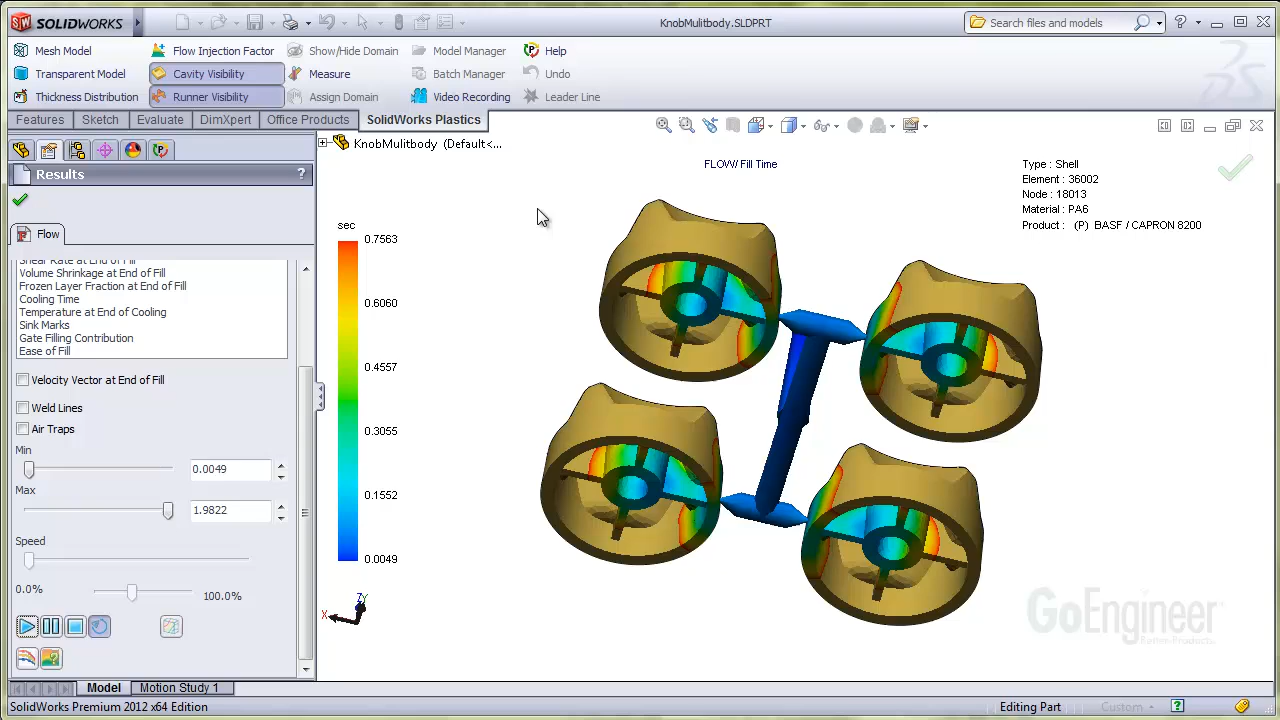 SOLIDWORKS
KnobMulitbody.SLDPRT
Search files and models
Mesh Model
Flow Injection Factor
Show/Hide Domain
Model Manager
Help
Transparent Model
Cavity Visibility
Measure
Batch Manager
Undo
Thickness Distribution
Runner Visibility
Assign Domain
Video Recording
Leader Line
Features
Sketch
Evaluate
DimXpert
Office Products
SolidWorks Plastics
KnobMulitbody (Default<...
Results
?
Flow
Shear Rate at End of Fill
Volume Shrinkage at End of Fill
Frozen Layer Fraction at End of Fill
Cooling Time
Temperature at End of Cooling
Sink Marks
Gate Filling Contribution
Ease of Fill
Velocity Vector at End of Fill
Weld Lines
Air Traps
Min
0.0049
Max
1.9822
Speed
0.0%
100.0%
FLOW/ Fill Time
Type : Shell
Element : 36002
Node : 18013
Material : PA6
Product : (P) BASF / CAPRON 8200
sec
0.7563
0.6060
0.4557
0.3055
0.1552
0.0049
X
Z
Y
GoEngineer
Model
Motion Study 1
SolidWorks Premium 2012 x64 Edition
Editing Part
Custom